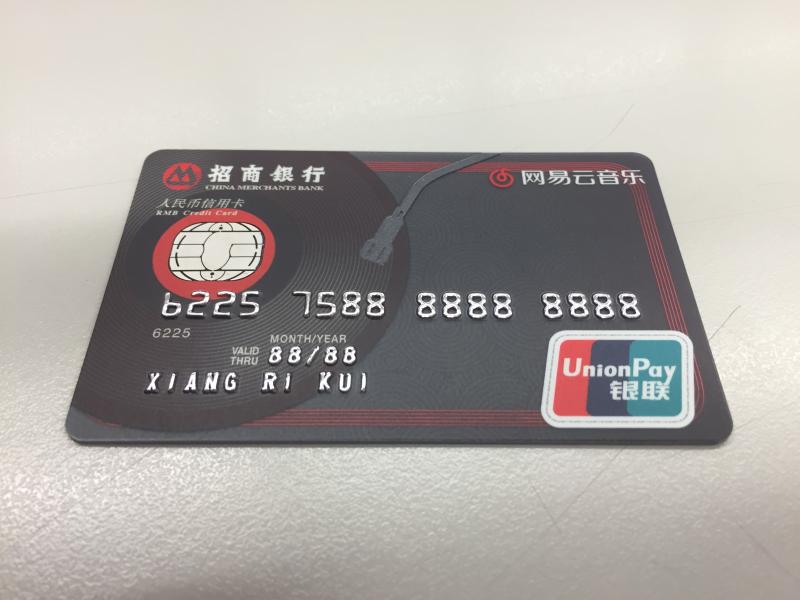 招商银行
CHINA MERCHANTS BANK
网易云音乐
人民币信用卡
RMB Credit Card
6225 7588 8888 8888
6225
MONTH/YEAR
VALID THRU 88/88
XIANG RI KUI
UnionPay
银联